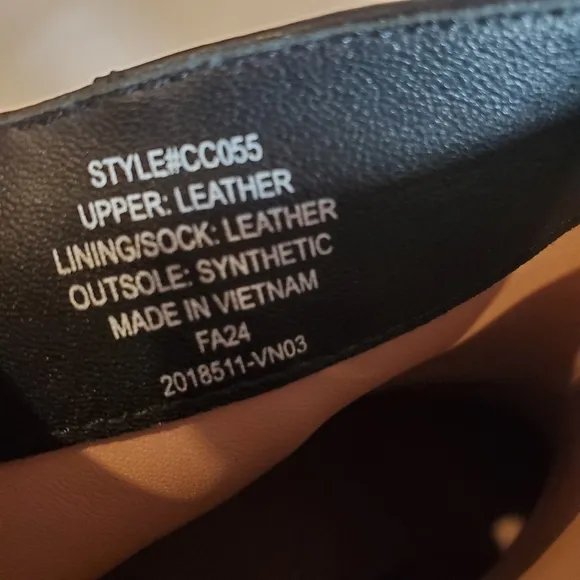 STYLE#CC055
UPPER: LEATHER
LINING/SOCK: LEATHER
OUTSOLE: SYNTHETIC
MADE IN VIETNAM
FA24
2018511-VN03